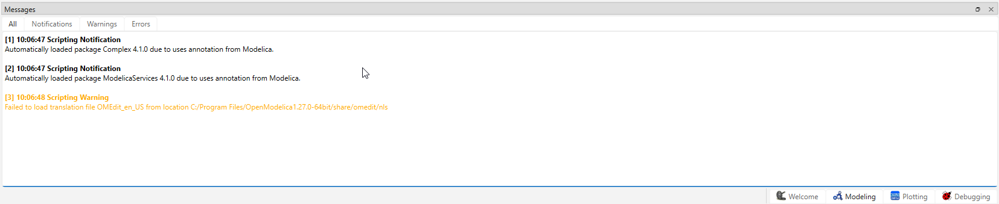 Messages
All Notifications Warnings Errors
[1] 10:06:47 Scripting Notification
Automatically loaded package Complex 4.1.0 due to uses annotation from Modelica.
[2] 10:06:47 Scripting Notification
Automatically loaded package ModelicaServices 4.1.0 due to uses annotation from Modelica.
[3] 10:06:48 Scripting Warning
Failed to load translation file OMEdit_en_US from location C:/Program Files/OpenModelica1.27.0-64bit/share/omedit/nls
Welcome Modeling Plotting Debugging